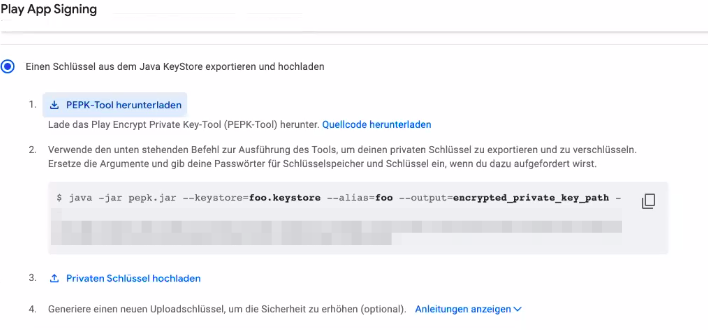 Play App Signing
Einen Schlüssel aus dem Java KeyStore exportieren und hochladen
1. PEPK-Tool herunterladen
Lade das Play Encrypt Private Key-Tool (PEPK-Tool) herunter. Quellcode herunterladen
2. Verwende den unten stehenden Befehl zur Ausführung des Tools, um deinen privaten Schlüssel zu exportieren und zu verschlüseln.
Ersetze die Argumente und gib deine Passwörter für Schlüsselspeicher und Schlüssel ein, wenn du dazu aufgefordert wirst.
$ java -jar pepk.jar --keystore=foo.keystore --alias=foo --output=encrypted_private_key_path -
3. Privaten Schlüssel hochladen
4. Generiere einen neuen Uploadschlüssel, um die Sicherheit zu erhöhen (optional). Anleitungen anzeigen